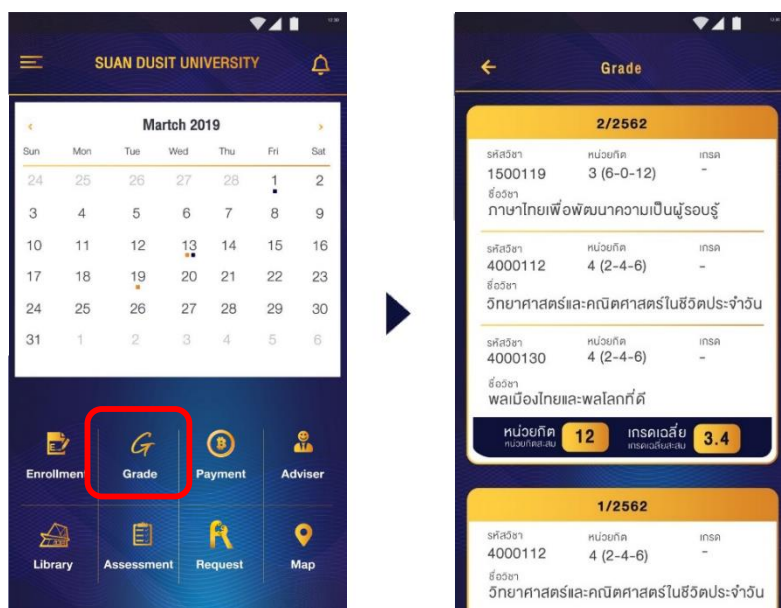 SUAN DUSIT UNIVERSITY
Martch 2019
Sun Mon Tue Wed Thu Fri Sat
24 25 26 27 28 1 2
3 4 5 6 7 8 9
10 11 12 13 14 15 16
17 18 19 20 21 22 23
24 25 26 27 28 29 30
31 1 2 3 4 5 6
Enrollment Grade Payment Adviser
Library Assessment Request Map
Grade
2/2562
รหัสวิชา หน่วยกิต เกรด
1500119 3 (6-0-12) -
ชื่อวิชา
ภาษาไทยเพื่อพัฒนาความเป็นผู้รอบรู้
รหัสวิชา หน่วยกิต เกรด
4000112 4 (2-4-6) -
ชื่อวิชา
วิทยาศาสตร์และคณิตศาสตร์ในชีวิตประจำวัน
รหัสวิชา หน่วยกิต เกรด
4000130 4 (2-4-6) -
ชื่อวิชา
พลเมืองไทยและพลโลกที่ดี
หน่วยกิต 12 เกรดเฉลี่ย 3.4
หน่วยกิตสะสม เกรดเฉลี่ยสะสม
1/2562
รหัสวิชา หน่วยกิต เกรด
4000112 4 (2-4-6) -
ชื่อวิชา
วิทยาศาสตร์และคณิตศาสตร์ในชีวิตประจำวัน